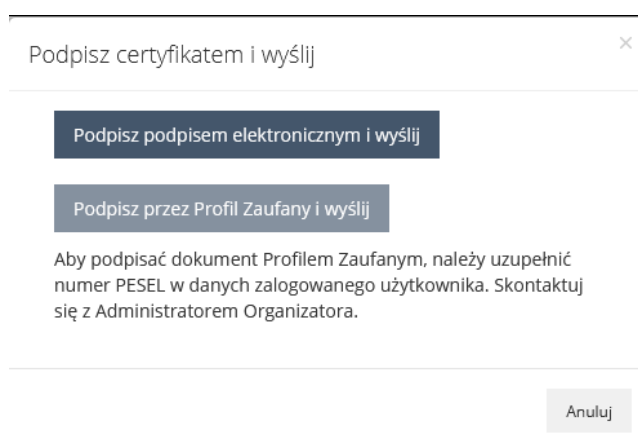 Podpisz certyfikatem i wyślij
×
Podpisz podpisem elektronicznym i wyślij
Podpisz przez Profil Zaufany i wyślij
Aby podpisać dokument Profilem Zaufanym, należy uzupełnić
numer PESEL w danych zalogowanego użytkownika. Skontaktuj
się z Administratorem Organizatora.
Anuluj